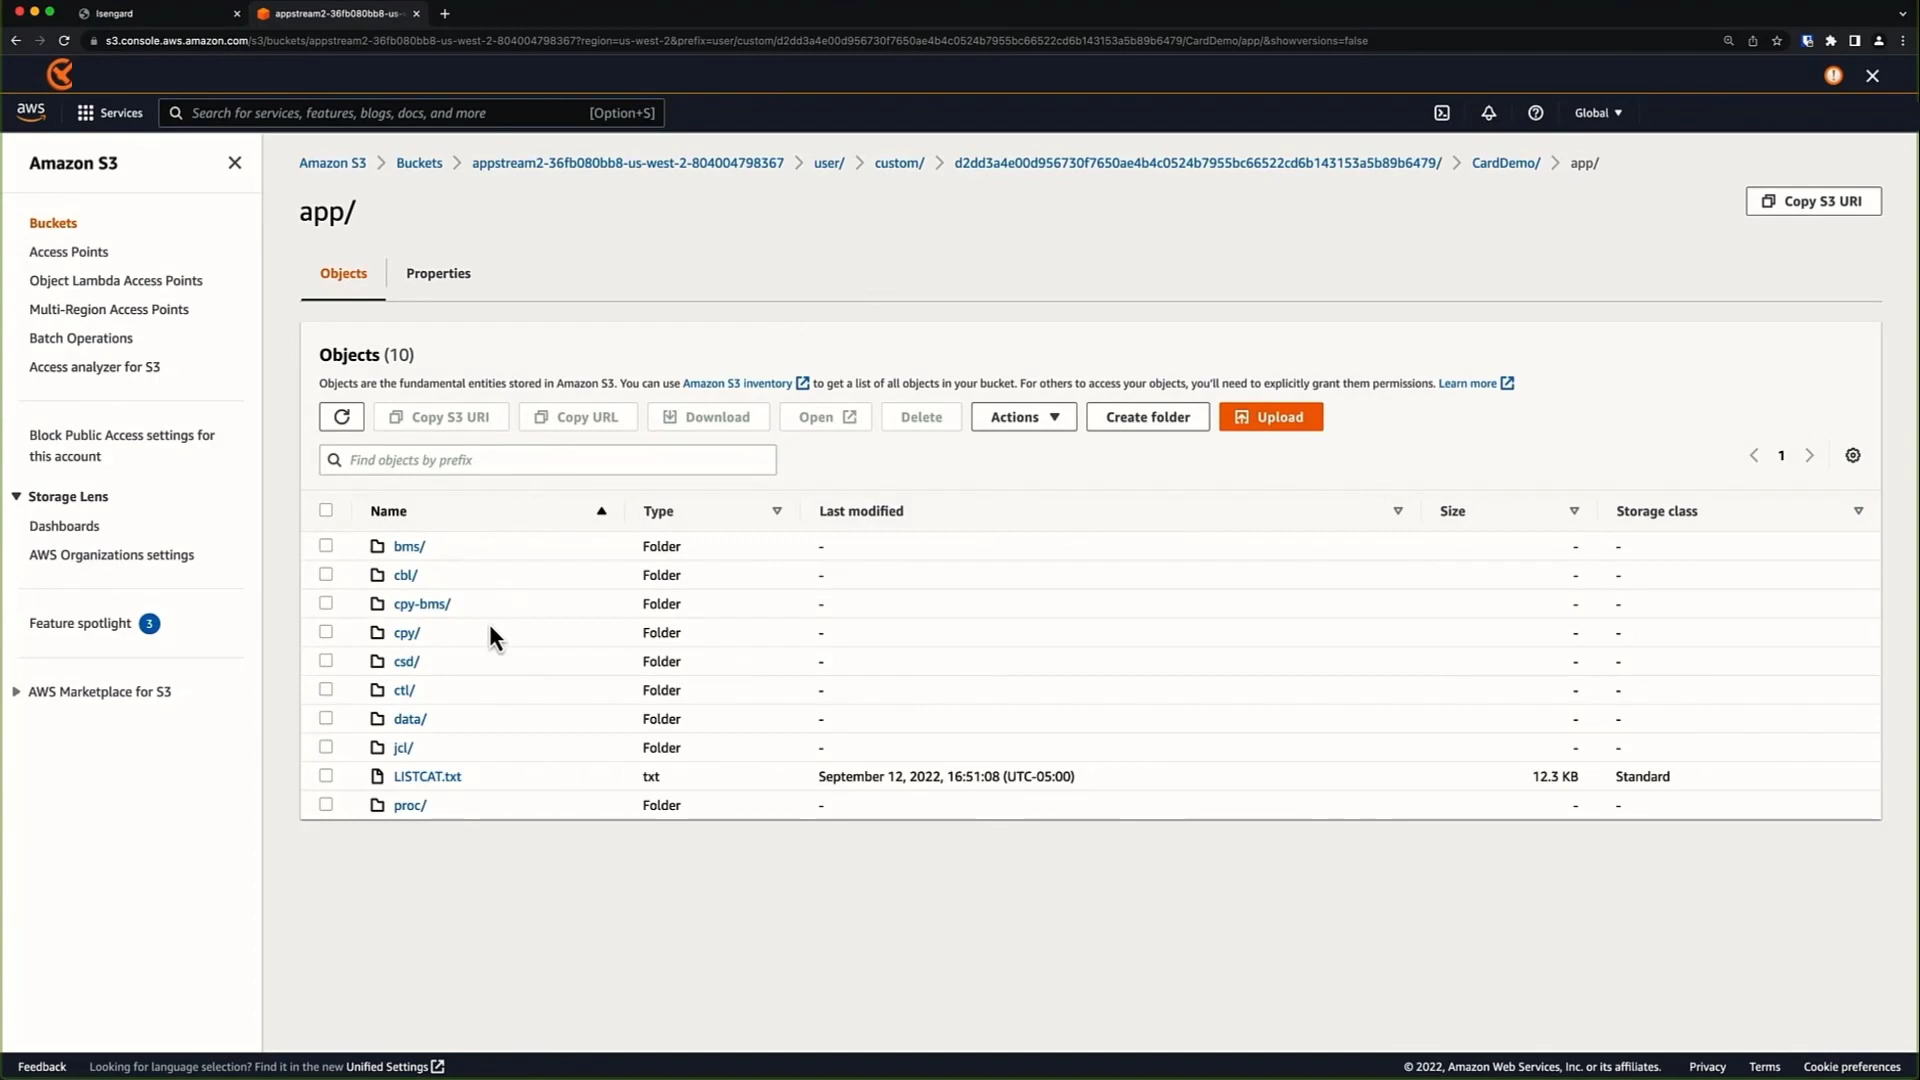 Isengard
appstream2-36fb080bb8-us-
s3.console.aws.amazon.com/s3/buckets/appstream2-36fb080bb8-us-west-2-804004798367?region=us-west-2&prefix=user/custom/d2dd3a4e00d956730f7650ae4b4c0524b7955bc66522cd6b143153a5b89b6479/CardDemo/app/&showversions=false
aws
Services
Search for services, features, blogs, docs, and more
[Option+S]
Global
Amazon S3
Buckets
Access Points
Object Lambda Access Points
Multi-Region Access Points
Batch Operations
Access analyzer for S3
Block Public Access settings for
this account
Storage Lens
Dashboards
AWS Organizations settings
Feature spotlight 3
AWS Marketplace for S3
Amazon S3 > Buckets > appstream2-36fb080bb8-us-west-2-804004798367 > user/ > custom/ > d2dd3a4e00d956730f7650ae4b4c0524b7955bc66522cd6b143153a5b89b6479/ > CardDemo/ > app/
app/
Copy S3 URI
Objects Properties
Objects (10)
Objects are the fundamental entities stored in Amazon S3. You can use Amazon S3 inventory to get a list of all objects in your bucket. For others to access your objects, you'll need to explicitly grant them permissions. Learn more
Copy S3 URI Copy URL Download Open Delete Actions Create folder Upload
Find objects by prefix
1
Name Type Last modified Size Storage class
bms/ Folder - - -
cbl/ Folder - - -
cpy-bms/ Folder - - -
cpy/ Folder - - -
csd/ Folder - - -
ctl/ Folder - - -
data/ Folder - - -
jcl/ Folder - - -
LISTCAT.txt txt September 12, 2022, 16:51:08 (UTC-05:00) 12.3 KB Standard
proc/ Folder - - -
Feedback Looking for language selection? Find it in the new Unified Settings © 2022, Amazon Web Services, Inc. or its affiliates. Privacy Terms Cookie preferences